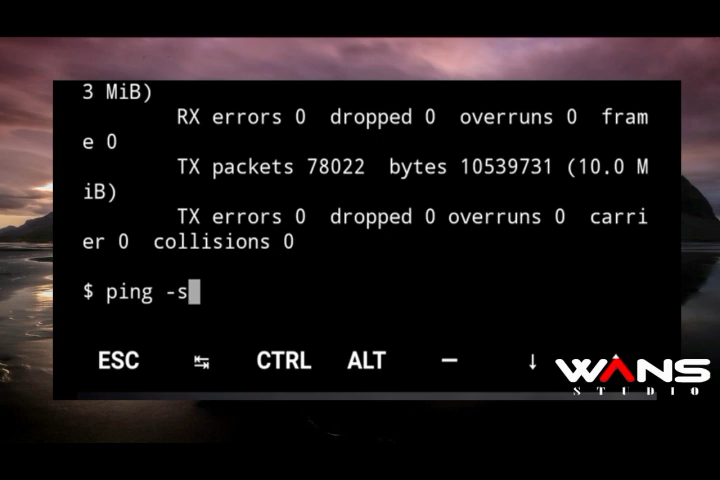 3 MiB)
RX errors 0  dropped 0  overruns 0  fram
e 0
TX packets 78022  bytes 10539731 (10.0 M
iB)
TX errors 0  dropped 0 overruns 0  carri
er 0  collisions 0
$ ping -s
ESC ↹ CTRL ALT — ↓
WANS
STUDIO